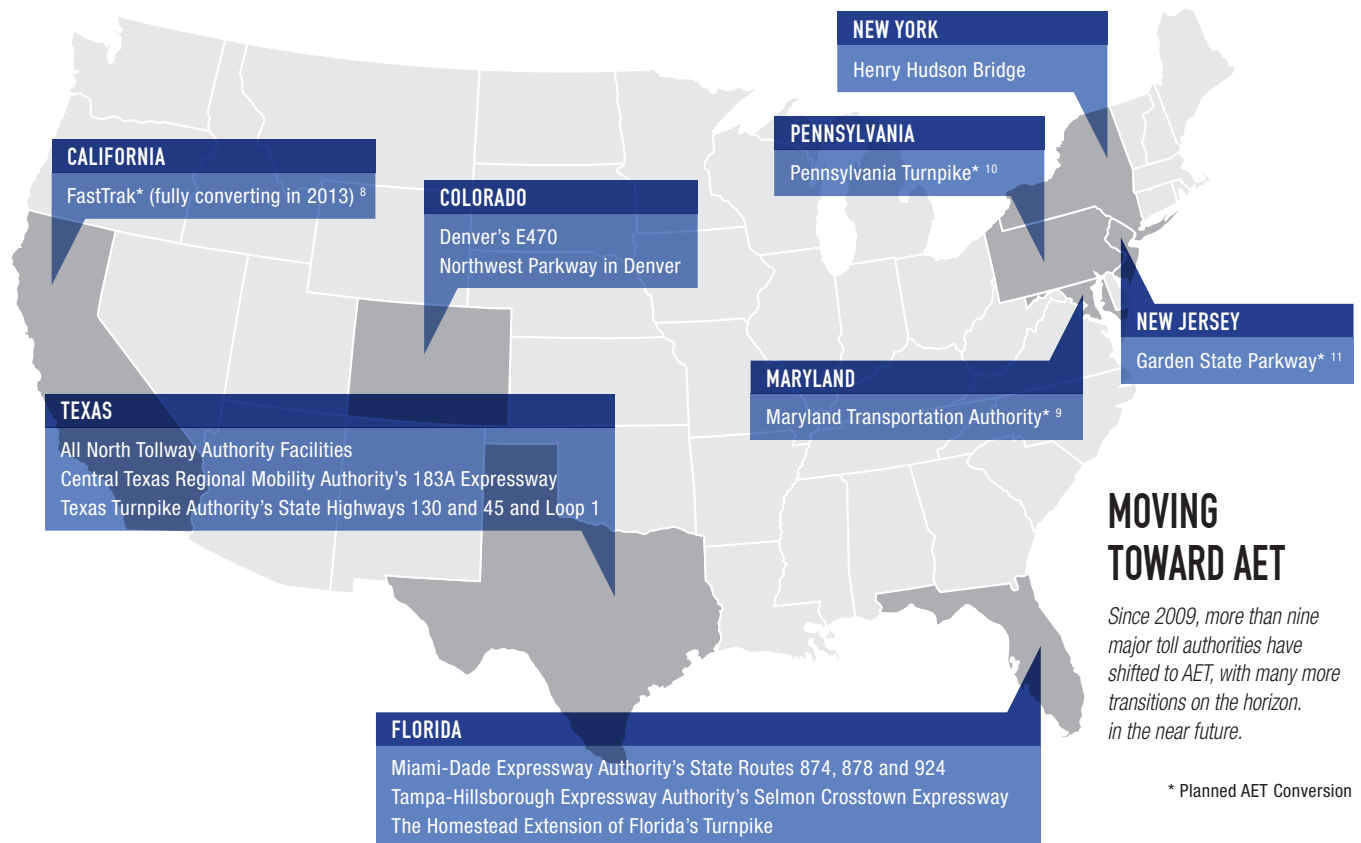 NEW YORK
Henry Hudson Bridge
PENNSYLVANIA
Pennsylvania Turnpike* 10
CALIFORNIA
FastTrak* (fully converting in 2013) 8
COLORADO
Denver's E470
Northwest Parkway in Denver
NEW JERSEY
Garden State Parkway* 11
MARYLAND
Maryland Transportation Authority* 9
TEXAS
All North Tollway Authority Facilities
Central Texas Regional Mobility Authority's 183A Expressway
Texas Turnpike Authority's State Highways 130 and 45 and Loop 1
MOVING
TOWARD AET
Since 2009, more than nine
major toll authorities have
shifted to AET, with many more
transitions on the horizon.
in the near future.
FLORIDA
Miami-Dade Expressway Authority's State Routes 874, 878 and 924
Tampa-Hillsborough Expressway Authority's Selmon Crosstown Expressway
The Homestead Extension of Florida's Turnpike
* Planned AET Conversion